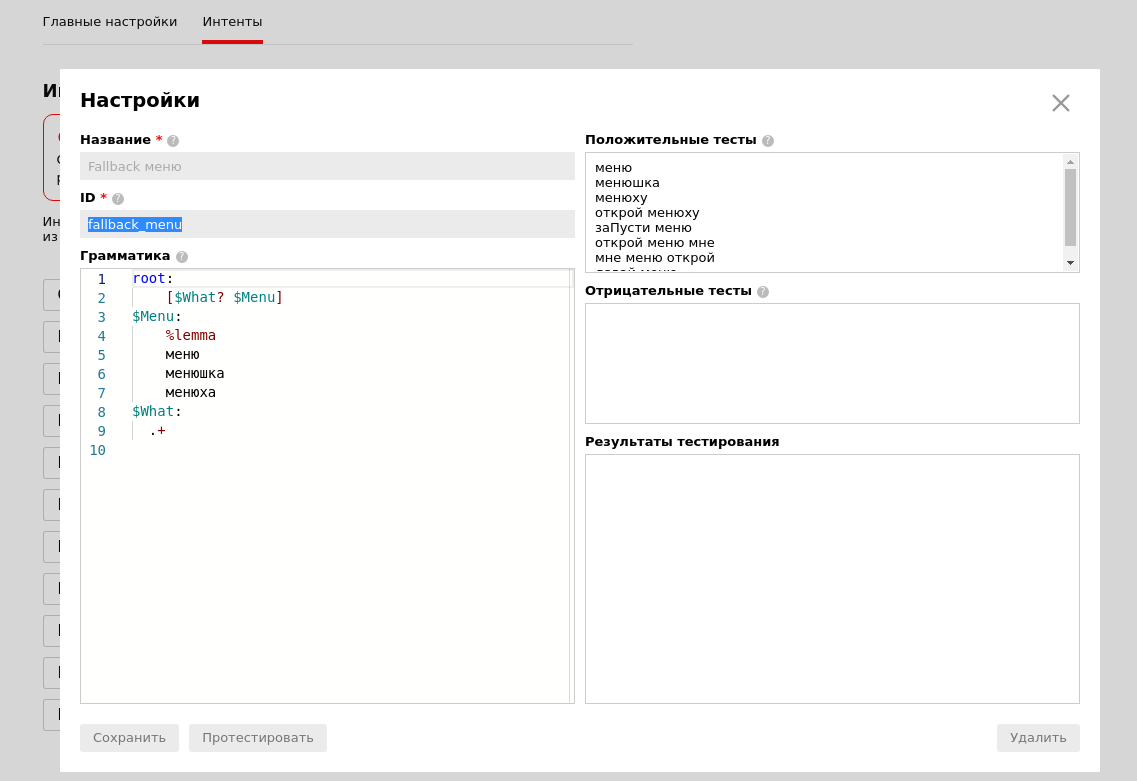 Главные настройки
Интенты
Настройки
Название *
Fallback меню
ID *
fallback_menu
Грамматика
1 root:
2 [$What? $Menu]
3 $Menu:
4 %lemma
5 меню
6 менюшка
7 менюха
8 $What:
9 .+
10
Положительные тесты
меню
менюшка
менюху
открой менюху
заПусти меню
открой меню мне
мне меню открой
Отрицательные тесты
Результаты тестирования
Сохранить
Протестировать
Удалить